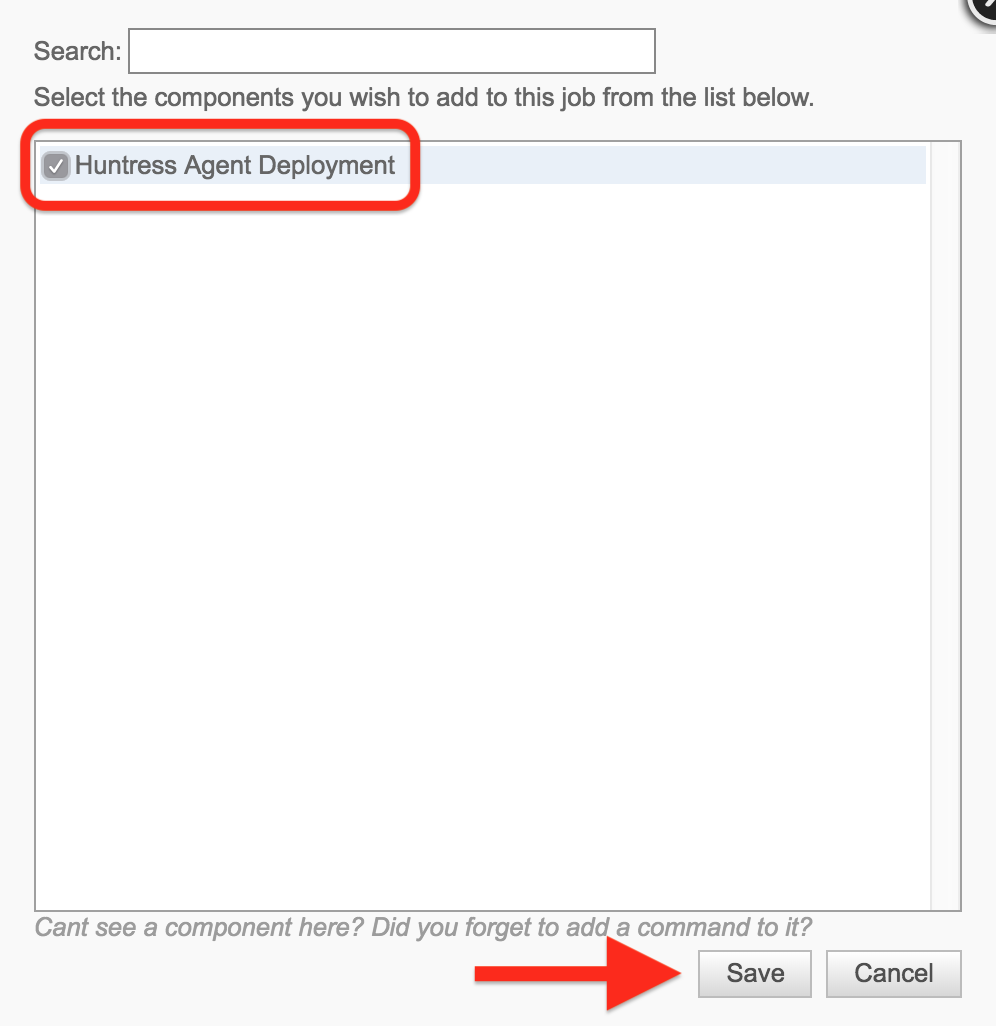 Search:
Select the components you wish to add to this job from the list below.
Huntress Agent Deployment
Cant see a component here? Did you forget to add a command to it?
Save Cancel